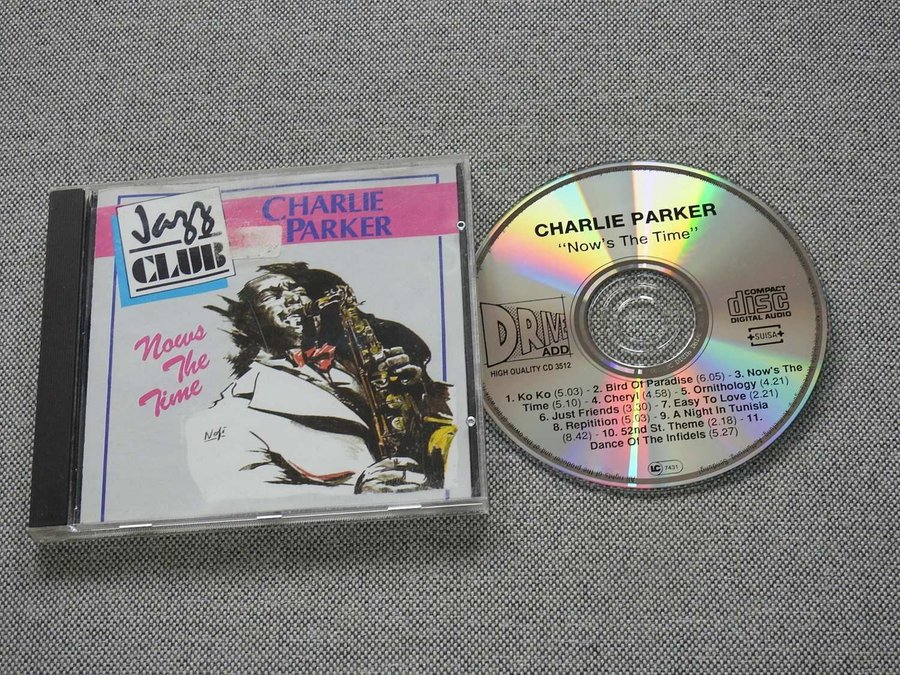 Jazz
CLUB
CHARLIE
PARKER
Nows
The
Time
CHARLIE PARKER
"Now's The Time"
DRIVE
ADD
HIGH QUALITY CD 3512
COMPACT
disc
DIGITAL AUDIO
SUISA
1. Ko Ko (5.03) - 2. Bird Of Paradise (6.05) - 3. Now's The
Time (5.10) - 4. Cheryl (4.58) - 5. Ornithology (4.21)
6. Just Friends (3.30) - 7. Easy To Love (2.21)
8. Repitition (5.03) - 9. A Night In Tunisia
(8.42) - 10. 52nd St. Theme (2.18) - 11.
Dance Of The Infidels (5.27)
LC 7431